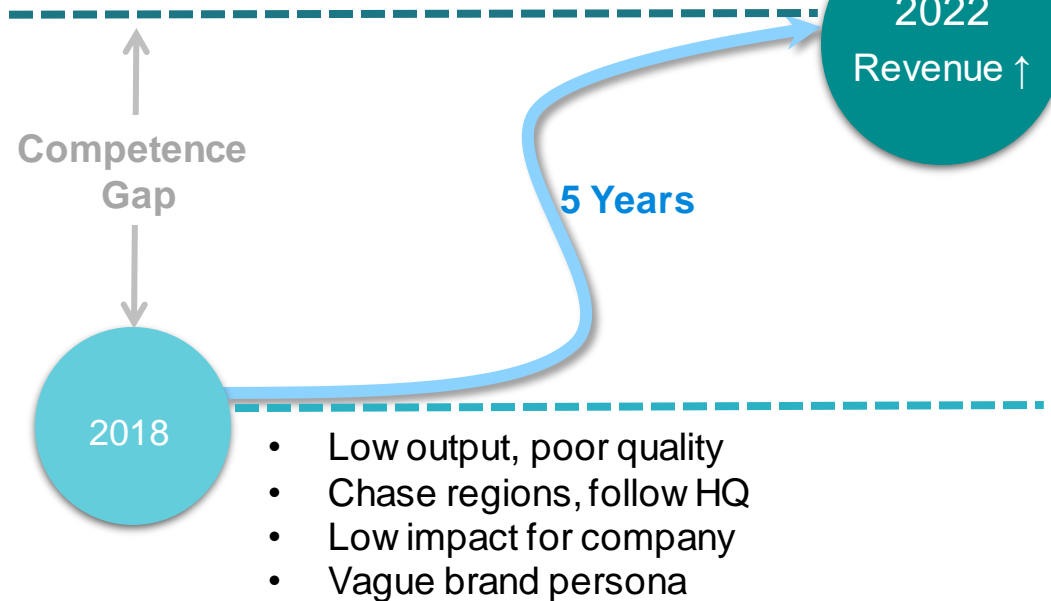 2022
Revenue ↑
Competence
Gap
5 Years
2018
• Low output, poor quality
• Chase regions, follow HQ
• Low impact for company
• Vague brand persona